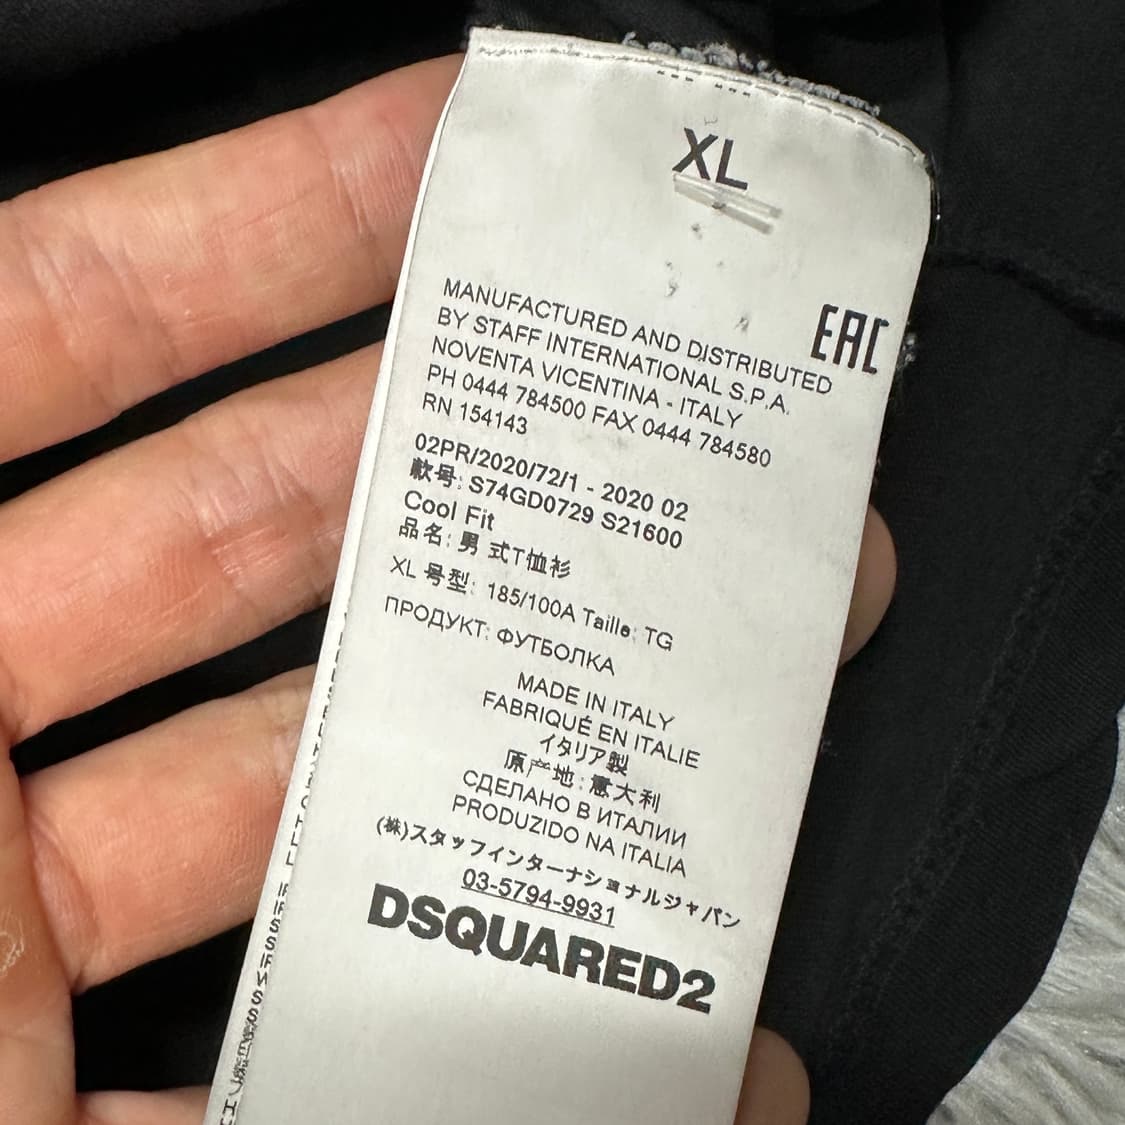 XL
EAC
MANUFACTURED AND DISTRIBUTED
BY STAFF INTERNATIONAL S.P.A.
NOVENTA VICENTINA - ITALY
PH 0444 784500 FAX 0444 784580
RN 154143
02PR/2020/72/1 - 2020 02
款号: S74GD0729 S21600
Cool Fit
品名: 男 式T恤衫
XL 号型: 185/100A Taille: TG
ПРОДУКТ: ФУТБОЛКА
MADE IN ITALY
FABRIQUÉ EN ITALIE
イタリア製
原产地: 意大利
СДЕЛАНО В ИТАЛИИ
PRODUZIDO NA ITALIA
(株)スタッフインターナショナルジャパン
03-5794-9931
DSQUARED2